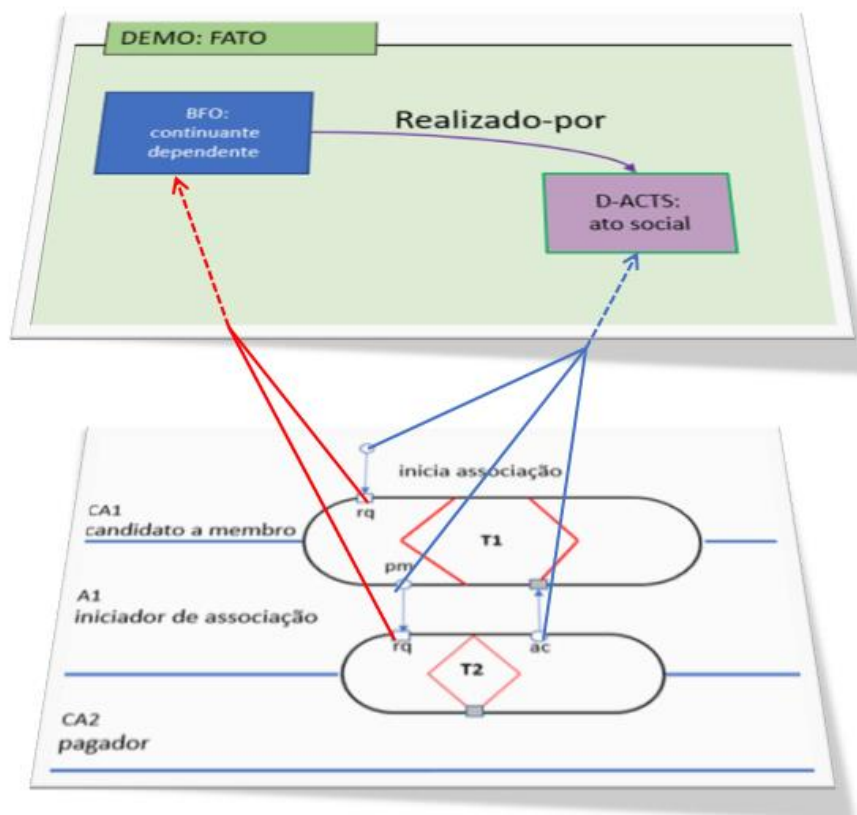 DEMO: FATO
BFO:
continuante
dependente
Realizado-por
D-ACTS:
ato social
inicia associação
rq
CA1
candidato a membro
T1
pm
A1
iniciador de associação
rq
ac
T2
CA2
pagador